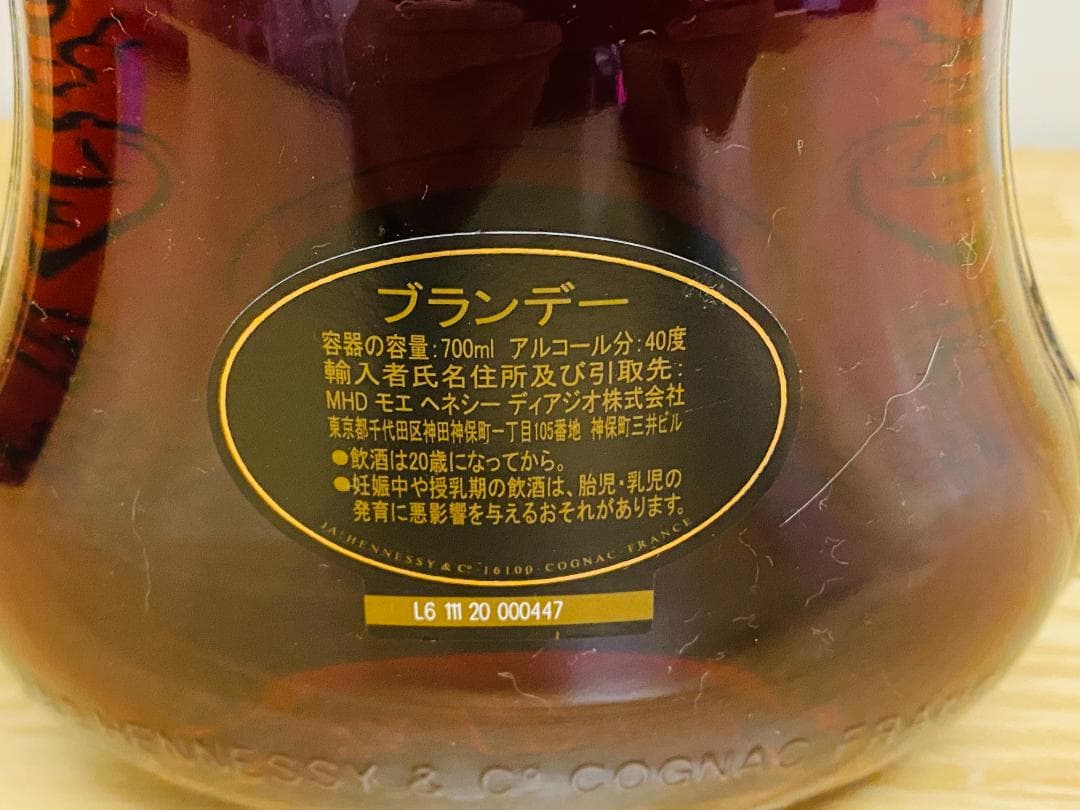 ブランデー
容器の容量:700ml アルコール分:40度
輸入者氏名住所及び引取先:
MHD モエ ヘネシー ディアジオ株式会社
東京都千代田区神田神保町一丁目105番地 神保町三井ビル
●飲酒は20歳になってから。
●妊娠中や授乳期の飲酒は、胎児・乳児の
発育に悪影響を与えるおそれがあります。
JAS HENNESSY & Cº 16100 COGNAC FRANCE
L6 111 20 000447
HENNESSY & Cº COGNAC FRANCE